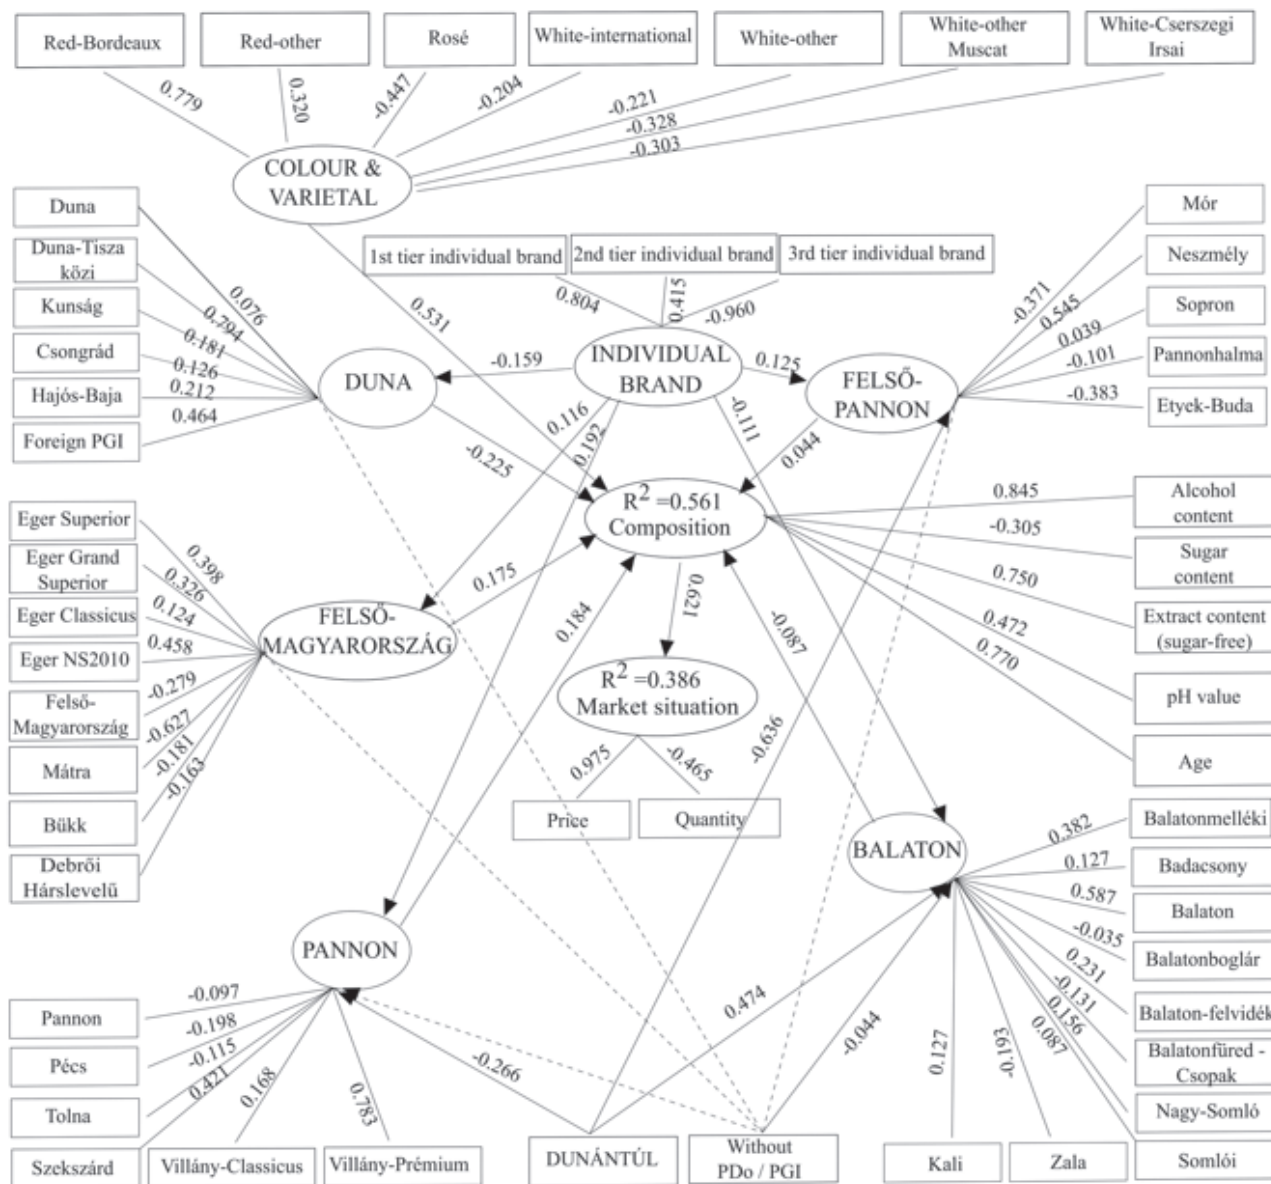 Red-Bordeaux
Red-other
Rosé
White-international
White-other
White-other
Muscat
White-Cserszegi
Irsai
0.779
0.320
-0.447
-0.204
-0.221
-0.328
-0.303
COLOUR &
VARIETAL
Duna
Duna-Tisza
közi
Kunság
Csongrád
Hajós-Baja
Foreign PGI
0.076
0.794
0.181
0.126
0.212
0.464
DUNA
1st tier individual brand
2nd tier individual brand
3rd tier individual brand
0.804
0.415
-0.960
INDIVIDUAL
BRAND
0.531
-0.159
0.125
0.116
0.192
-0.111
-0.225
0.044
FELSŐ-
PANNON
-0.371
0.545
0.039
-0.101
-0.383
Mór
Neszmély
Sopron
Pannonhalma
Etyek-Buda
R2 =0.561
Composition
0.845
-0.305
0.750
0.472
0.770
Alcohol
content
Sugar
content
Extract content
(sugar-free)
pH value
Age
Eger Superior
Eger Grand
Superior
Eger Classicus
Eger NS2010
Felső-
Magyarország
Mátra
Bükk
Debrői
Hárslevelű
0.398
0.326
0.124
0.458
-0.279
-0.627
-0.181
-0.163
FELSŐ-
MAGYARORSZÁG
0.175
0.184
0.621
-0.087
-0.636
R2 =0.386
Market situation
0.975
-0.465
Price
Quantity
BALATON
0.382
0.127
0.587
-0.035
0.231
-0.131
0.156
0.087
Balatonmelléki
Badacsony
Balaton
Balatonboglár
Balaton-felvidék
Balatonfüred -
Csopak
Nagy-Somló
Somlói
PANNON
-0.097
-0.198
-0.115
0.421
0.168
0.783
-0.266
0.474
-0.044
0.127
-0.193
Pannon
Pécs
Tolna
Szekszárd
Villány-Classicus
Villány-Prémium
DUNÁNTÚL
Without
PDo / PGI
Kali
Zala